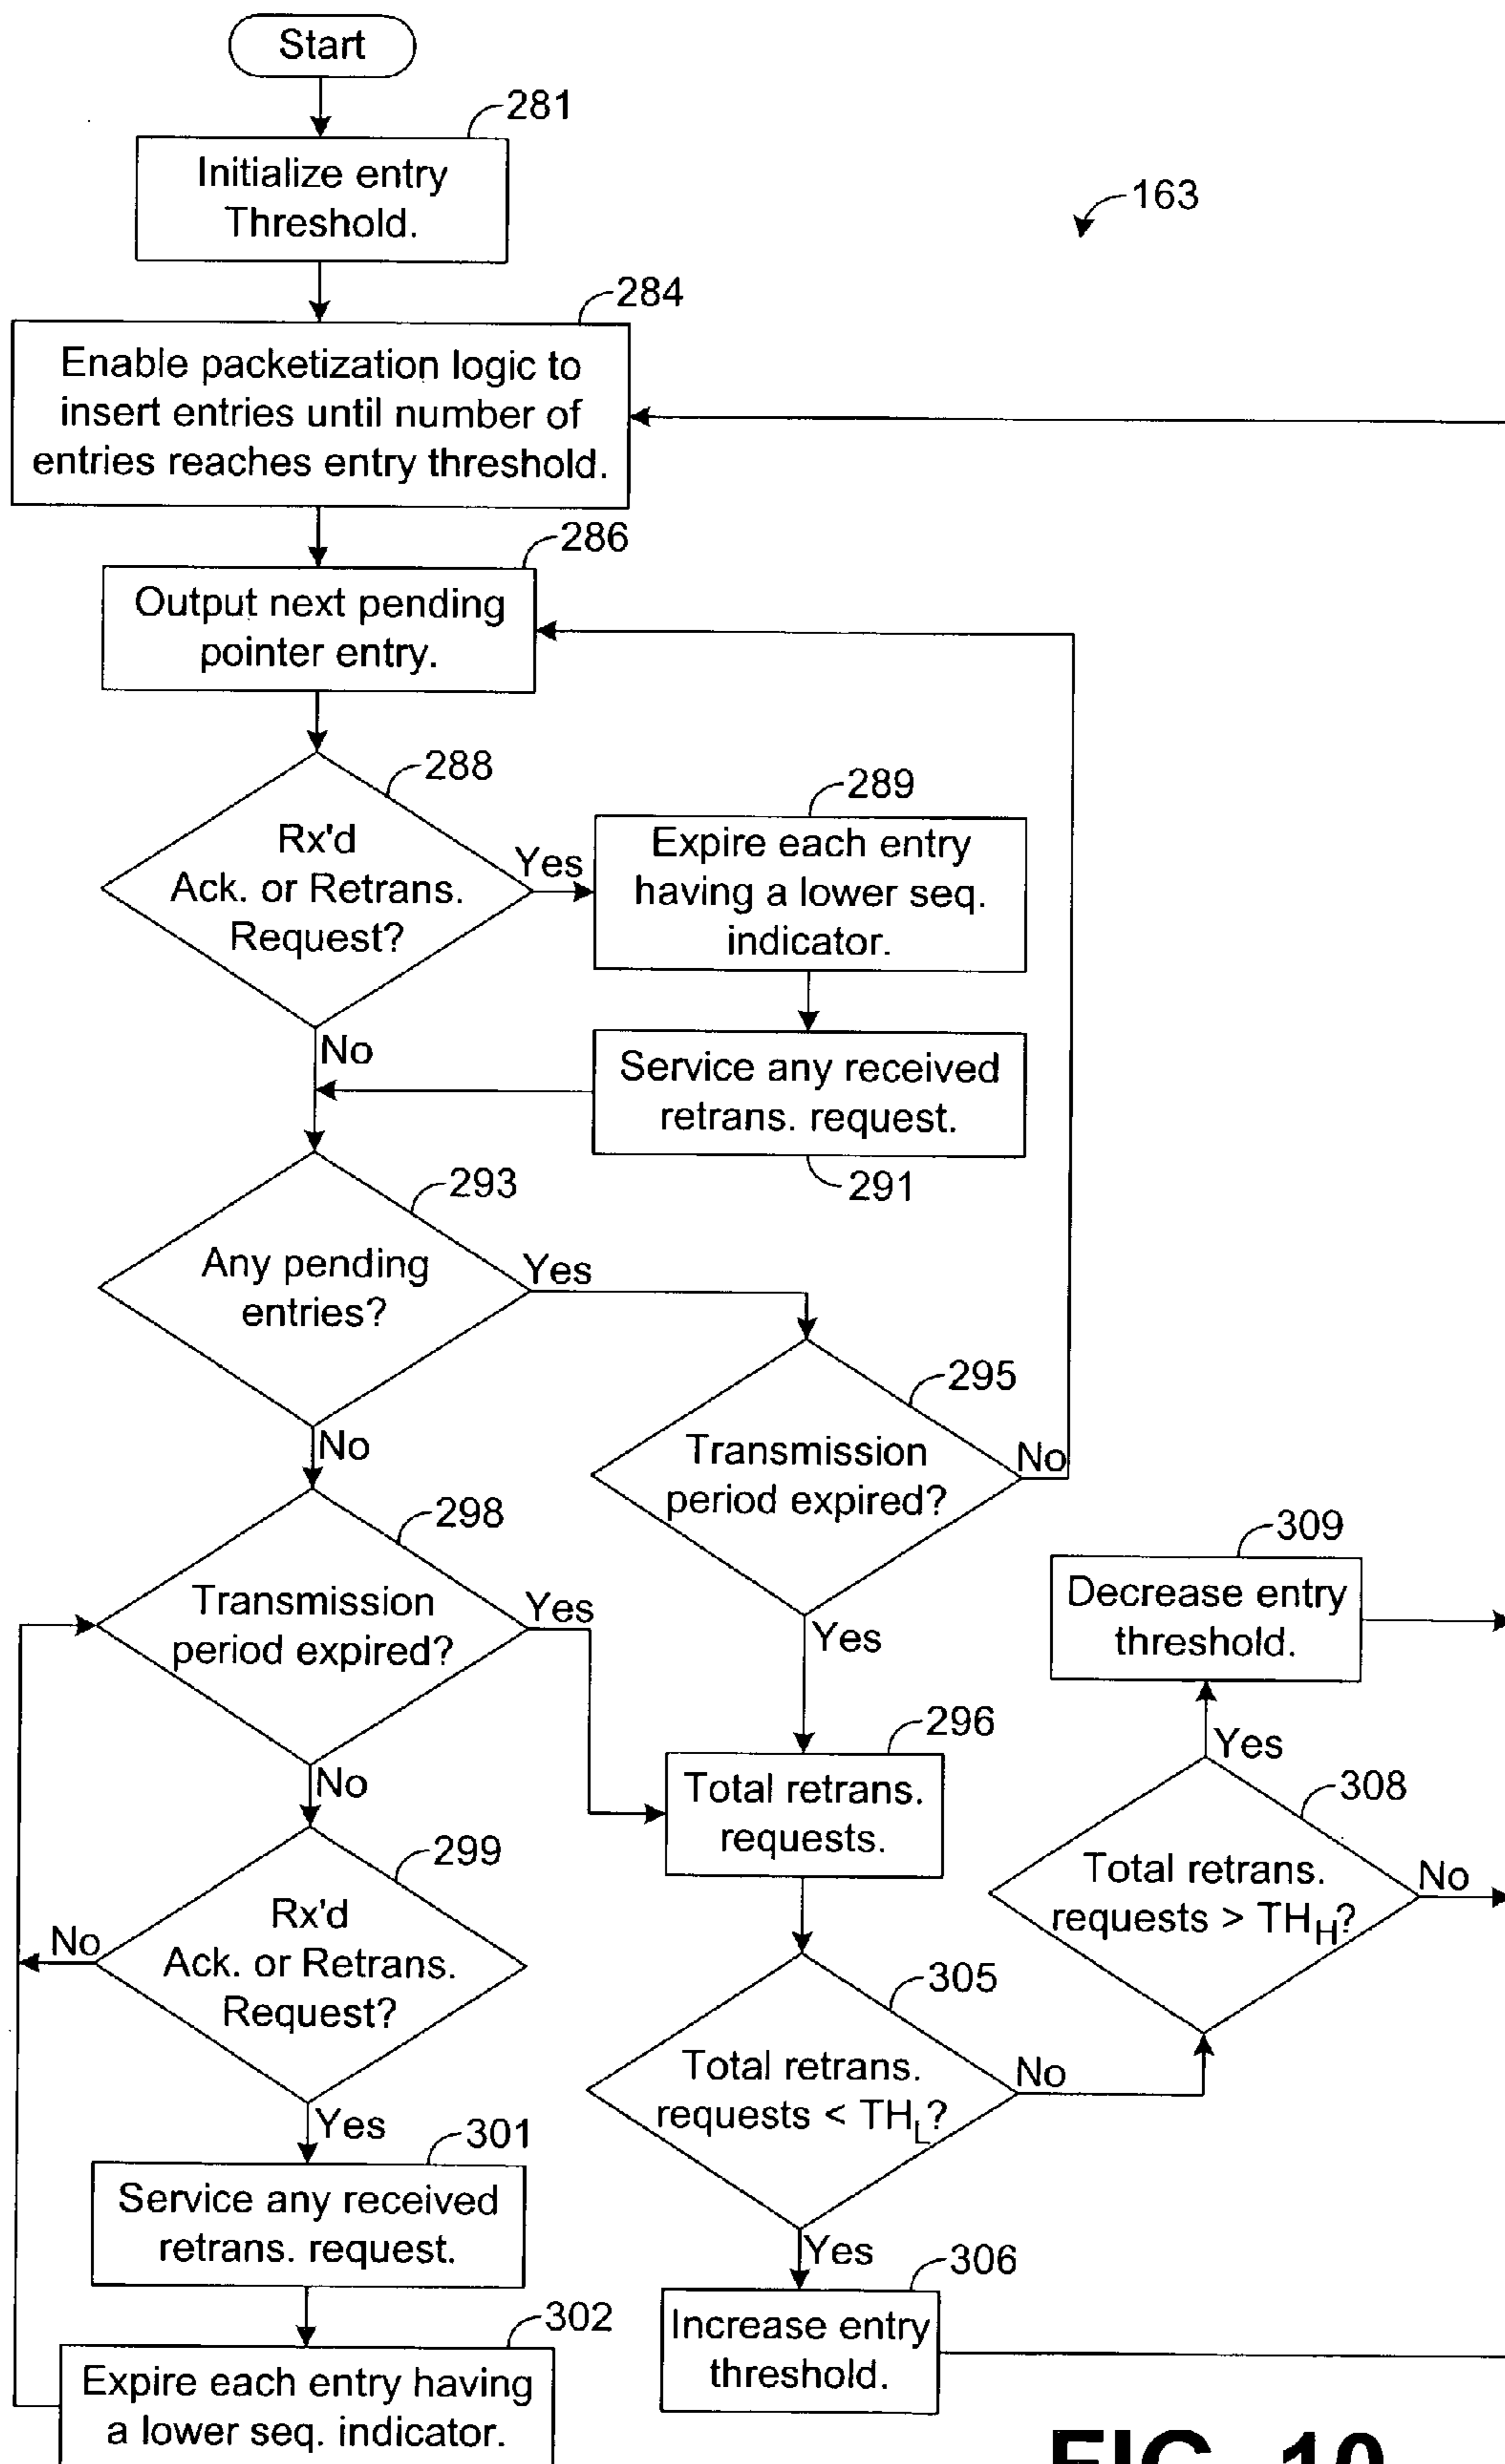 Start
281
Initialize entry
Threshold.
163
284
Enable packetization logic to
insert entries until number of
entries reaches entry threshold.
286
Output next pending
pointer entry.
288
Rx'd
Ack. or Retrans.
Request?
Yes
No
289
Expire each entry
having a lower seq.
indicator.
Service any received
retrans. request.
291
293
Any pending
entries?
Yes
No
295
Transmission
period expired?
No
Yes
298
Transmission
period expired?
Yes
No
309
Decrease entry
threshold.
296
Total retrans.
requests.
Yes
308
Total retrans.
requests > TH_H?
No
299
Rx'd
Ack. or Retrans.
Request?
No
Yes
305
Total retrans.
requests < TH_L?
No
Yes
301
Service any received
retrans. request.
306
Increase entry
threshold.
302
Expire each entry having
a lower seq. indicator.
FIG. 10